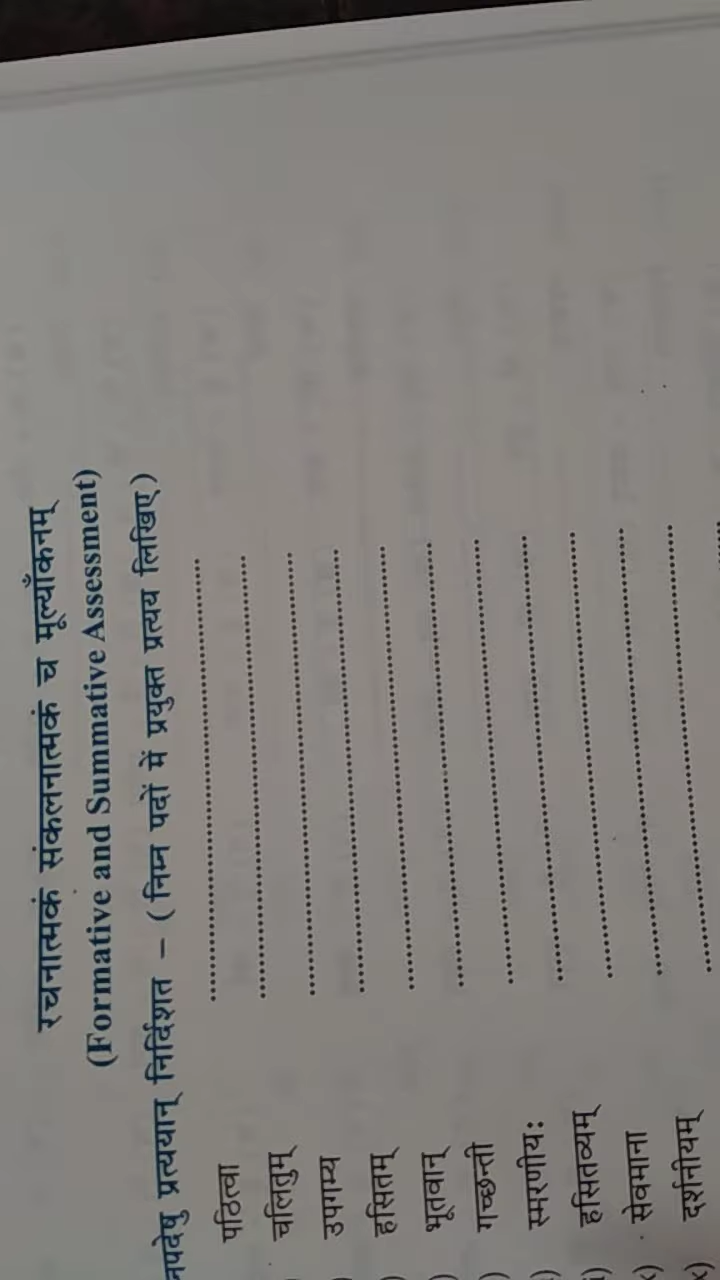 रचनात्मकं संकलनात्मकं च मूल्याँकनम्
(Formative and Summative Assessment)
प्रत्ययान् निर्दिशत – ( निम्न पदों में प्रयुक्त प्रत्यय लिखिए )
पठित्वा ........................................
चलितुम् ........................................
उपगम्य ........................................
हसितम् ........................................
भूतवान् ........................................
गच्छन्ती ........................................
स्मरणीयः ........................................
हसितव्यम् ........................................
सेवमाना ........................................
दर्शनीयम् ........................................